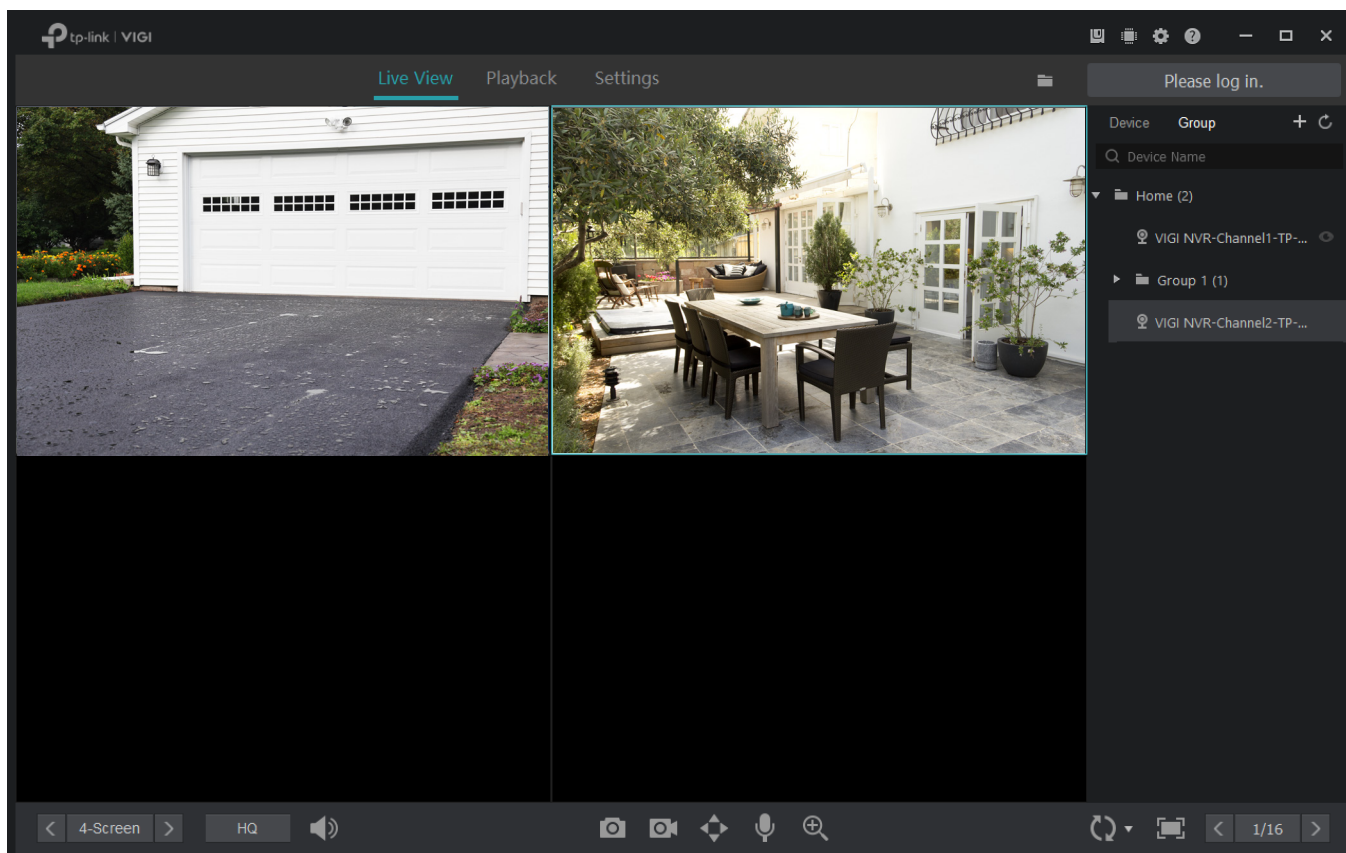 tp-link | VIGI
Live View Playback Settings
Please log in.
Device Group
Device Name
Home (2)
VIGI NVR-Channel1-TP-...
Group 1 (1)
VIGI NVR-Channel2-TP-...
4-Screen
HQ
1/16